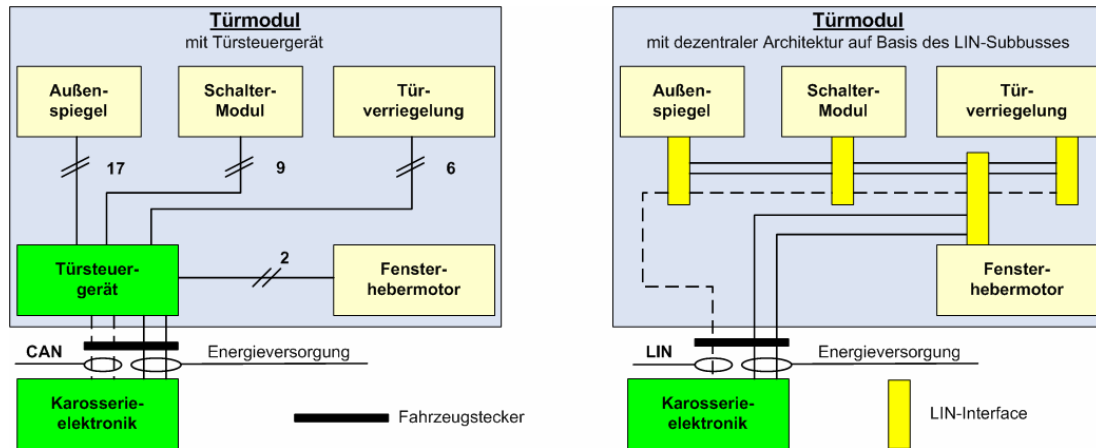 Türmodul
mit Türsteuergerät
Außen-
spiegel
Schalter-
Modul
Tür-
verriegelung
17
9
6
Türsteuer-
gerät
2
Fenster-
hebermotor
CAN
Energieversorgung
Karosserie-
elektronik
Fahrzeugstecker
Türmodul
mit dezentraler Architektur auf Basis des LIN-Subbusses
Außen-
spiegel
Schalter-
Modul
Tür-
verriegelung
Fenster-
hebermotor
LIN
Energieversorgung
Karosserie-
elektronik
LIN-Interface